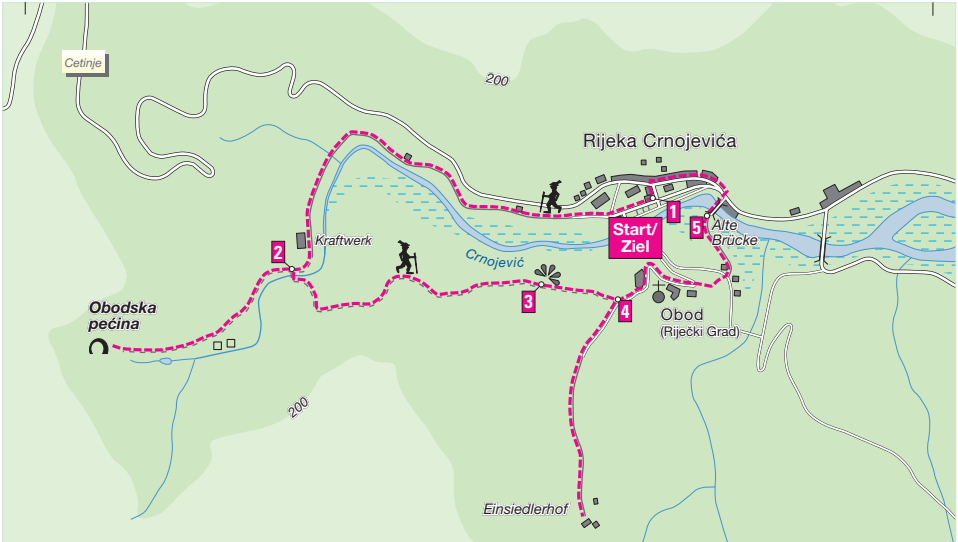 Cetinje
200
Rijeka Crnojevića
1
Start/
Ziel
5
Alte
Brücke
Kraftwerk
2
Crnojević
3
4
Obodska
pećina
Obod
(Riječki Grad)
200
Einsiedlerhof